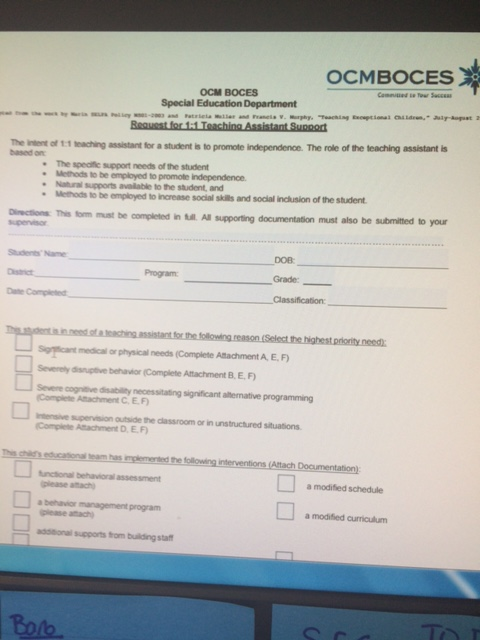 OCMBOCES
Committed to Your Success
OCM BOCES
Special Education Department
from the work by Marin SELPA Policy and Patricia Muller and Francis V. Murphy, "Teaching Exceptional Children," July-August 2
Request for 1:1 Teaching Assistant Support
The intent of 1:1 teaching assistant for a student is to promote independence. The role of the teaching assistant is
based on:
• The specific support needs of the student
• Methods to be employed to promote independence.
• Natural supports available to the student, and
• Methods to be employed to increase social skills and social inclusion of the student.
Directions: This form must be completed in full. All supporting documentation must also be submitted to your
supervisor.
Students' Name:
DOB:
District:
Program:
Grade:
Date Completed:
Classification:
This student is in need of a teaching assistant for the following reason (Select the highest priority need):
Significant medical or physical needs (Complete Attachment A, E, F)
Severely disruptive behavior (Complete Attachment B, E, F)
Severe cognitive disability necessitating significant alternative programming
(Complete Attachment C, E, F)
Intensive supervision outside the classroom or in unstructured situations.
(Complete Attachment D, E, F)
This child's educational team has implemented the following interventions (Attach Documentation):
functional behavioral assessment
(please attach)
a modified schedule
a behavior management program
(please attach)
a modified curriculum
additional supports from building staff